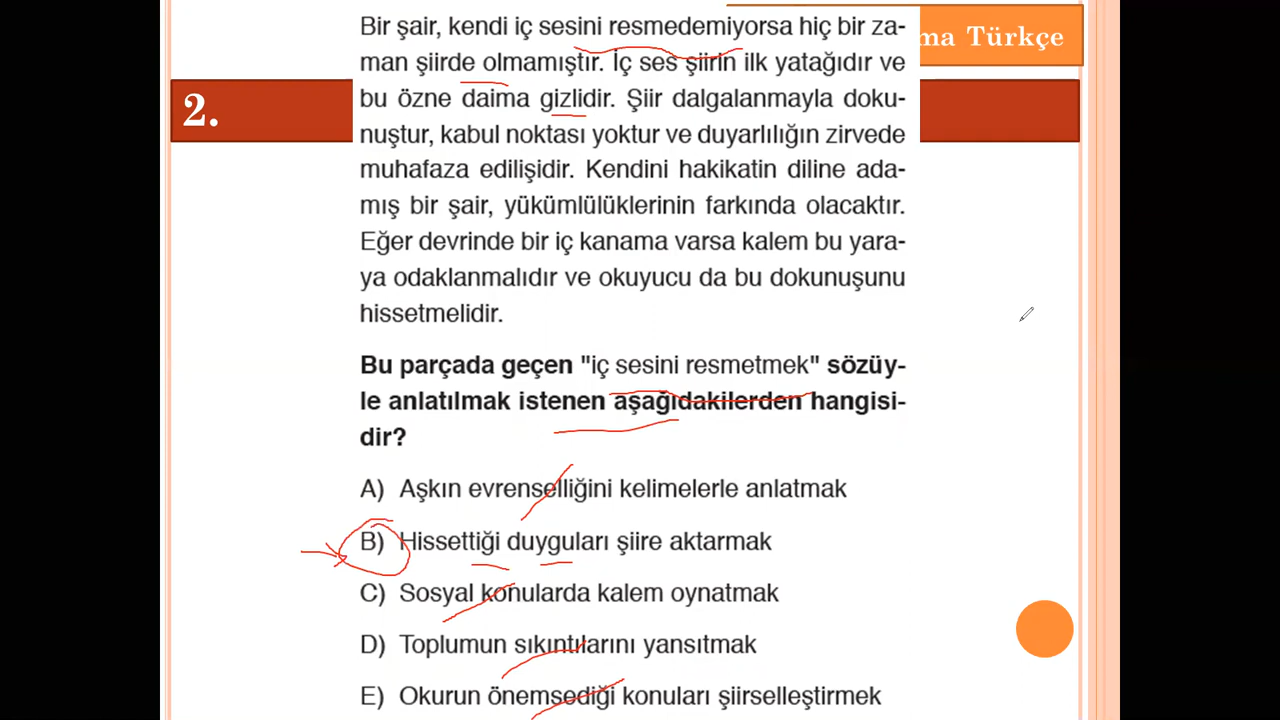 Bir şair, kendi iç sesini resmedemiyorsa hiç bir za-
man şiirde olmamıştır. İç ses şiirin ilk yatağıdır ve
bu özne daima gizlidir. Şiir dalgalanmayla doku-
nuştur, kabul noktası yoktur ve duyarlılığın zirvede
muhafaza edilişidir. Kendini hakikatin diline ada-
mış bir şair, yükümlülüklerinin farkında olacaktır.
Eğer devrinde bir iç kanama varsa kalem bu yara-
ya odaklanmalıdır ve okuyucu da bu dokunuşunu
hissetmelidir.
ma Türkçe
2.
Bu parçada geçen "iç sesini resmetmek" sözüy-
le anlatılmak istenen aşağıdakilerden hangisi-
dir?
A) Aşkın evrenselliğini kelimelerle anlatmak
B) Hissettiği duyguları şiire aktarmak
C) Sosyal konularda kalem oynatmak
D) Toplumun sıkıntılarını yansıtmak
E) Okurun önemsediği konuları şiirselleştirmek